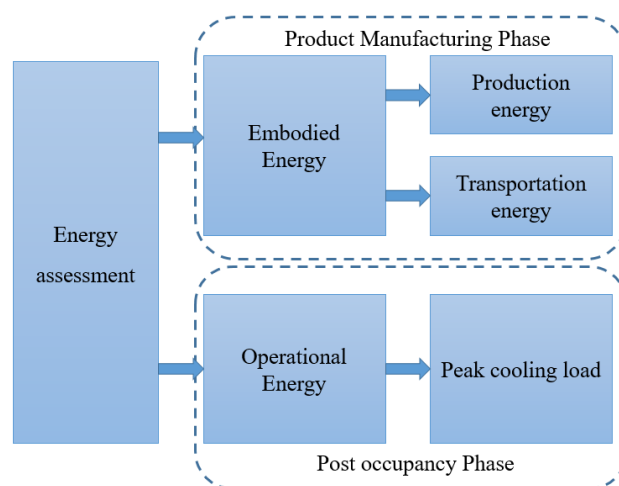 Product Manufacturing Phase
Energy
assessment
Embodied
Energy
Production
energy
Transportation
energy
Operational
Energy
Peak cooling load
Post occupancy Phase